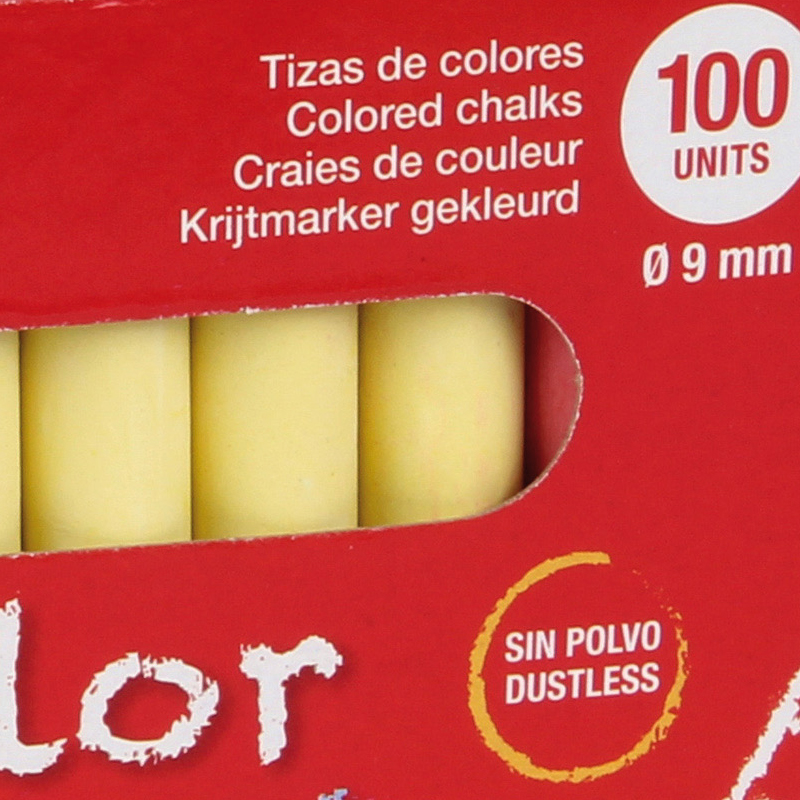 Tizas de colores
Colored chalks
Craies de couleur
Krijtmarker gekleurd
100
UNITS
Ø 9 mm
lor
SIN POLVO
DUSTLESS